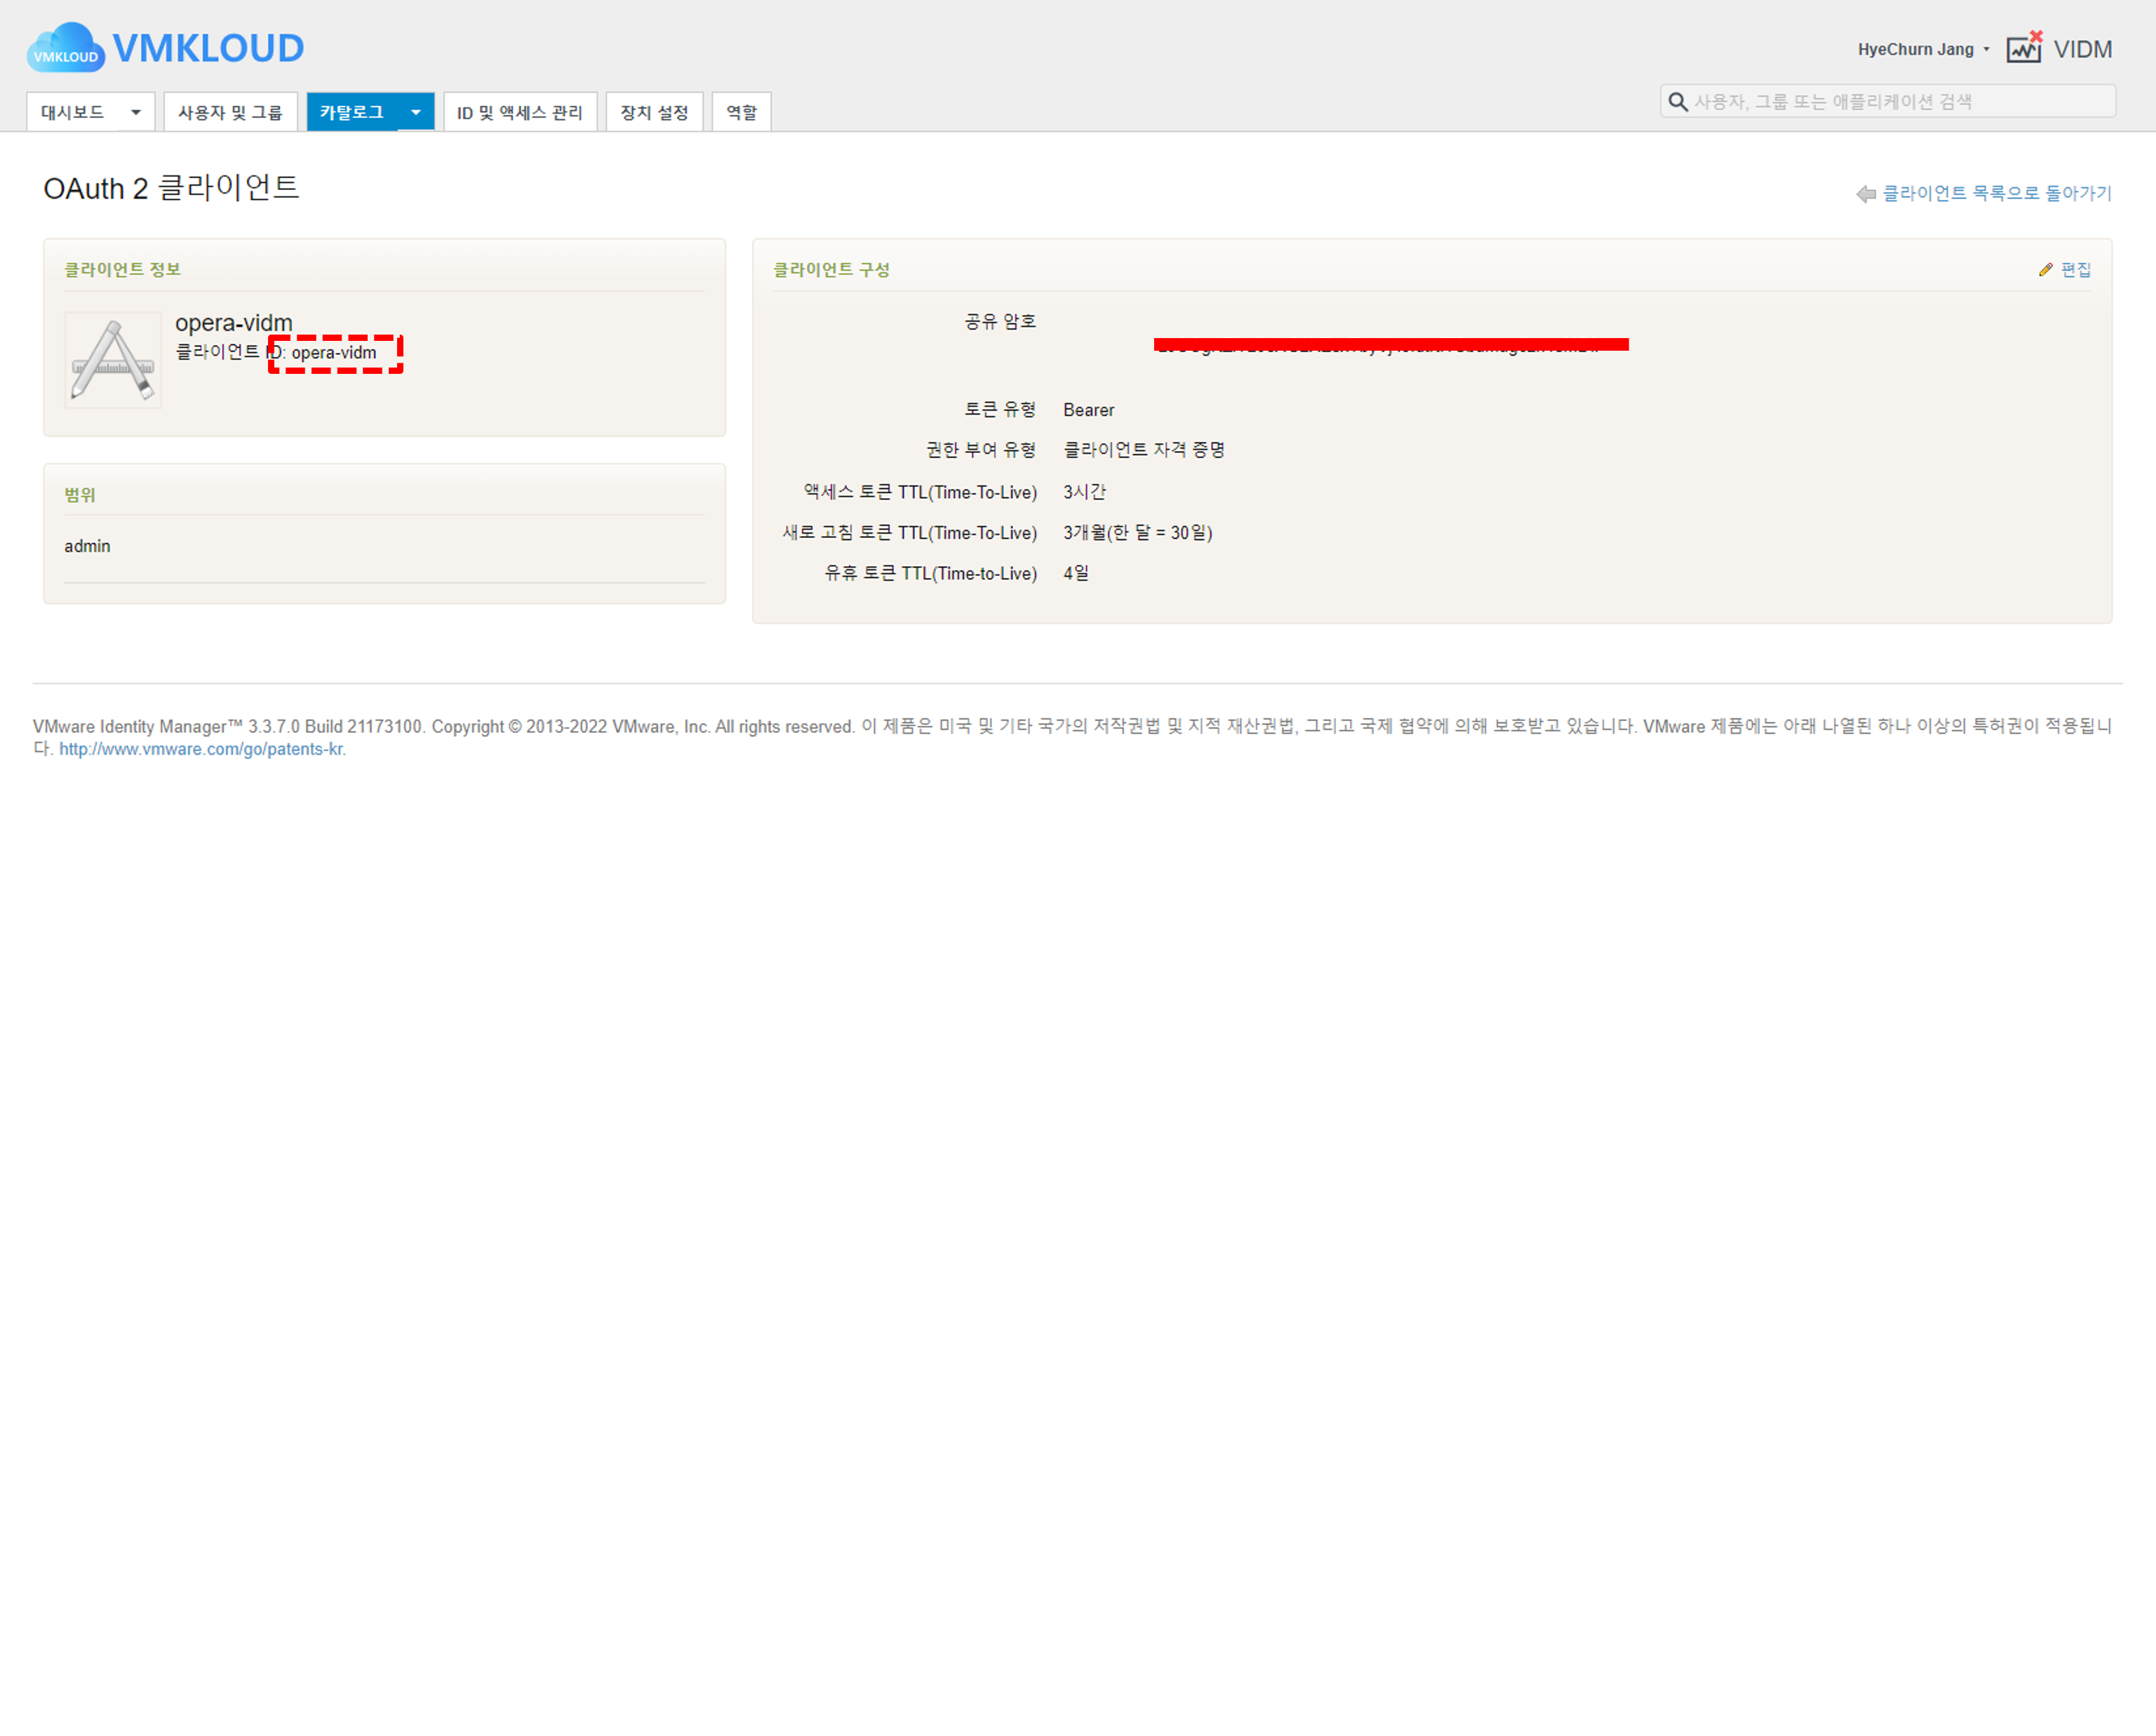 VMKLOUD VMKLOUD
HyeChurn Jang VIDM
대시보드 사용자 및 그룹 카탈로그 ID 및 액세스 관리 장치 설정 역할
사용자, 그룹 또는 애플리케이션 검색
OAuth 2 클라이언트
클라이언트 목록으로 돌아가기
클라이언트 정보
opera-vidm
클라이언트 ID: opera-vidm
범위
admin
클라이언트 구성
편집
공유 암호
토큰 유형 Bearer
권한 부여 유형 클라이언트 자격 증명
액세스 토큰 TTL(Time-To-Live) 3시간
새로 고침 토큰 TTL(Time-To-Live) 3개월(한 달 = 30일)
유휴 토큰 TTL(Time-to-Live) 4일
VMware Identity Manager™ 3.3.7.0 Build 21173100. Copyright © 2013-2022 VMware, Inc. All rights reserved. 이 제품은 미국 및 기타 국가의 저작권법 및 지적 재산권법, 그리고 국제 협약에 의해 보호받고 있습니다. VMware 제품에는 아래 나열된 하나 이상의 특허권이 적용됩니
다. http://www.vmware.com/go/patents-kr.